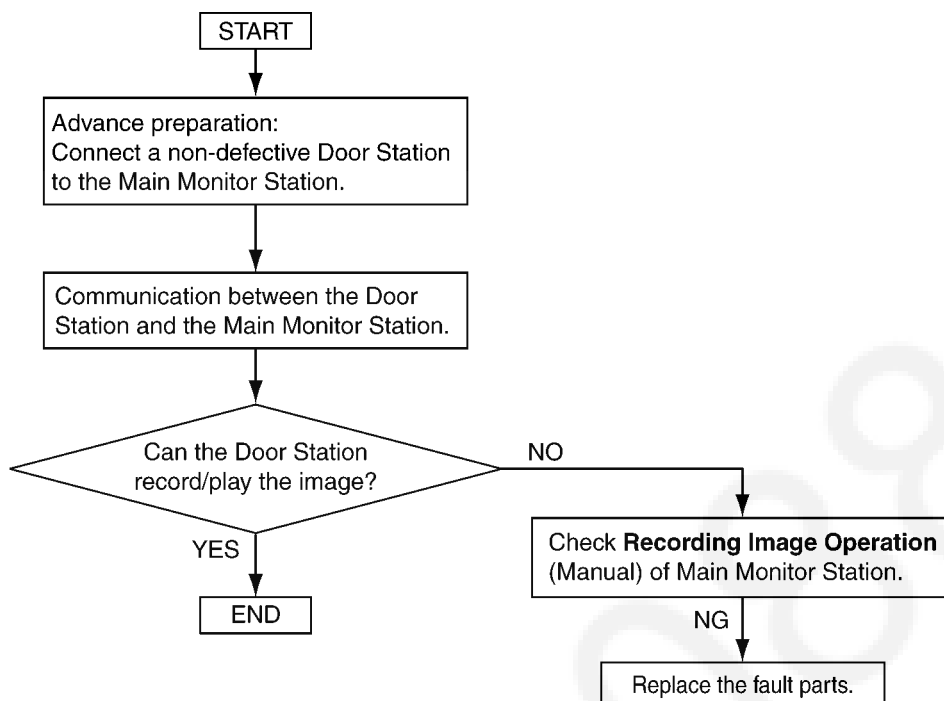 START
Advance preparation:
Connect a non-defective Door Station
to the Main Monitor Station.
Communication between the Door
Station and the Main Monitor Station.
Can the Door Station
record/play the image?
NO
YES
END
Check Recording Image Operation
(Manual) of Main Monitor Station.
NG
Replace the fault parts.